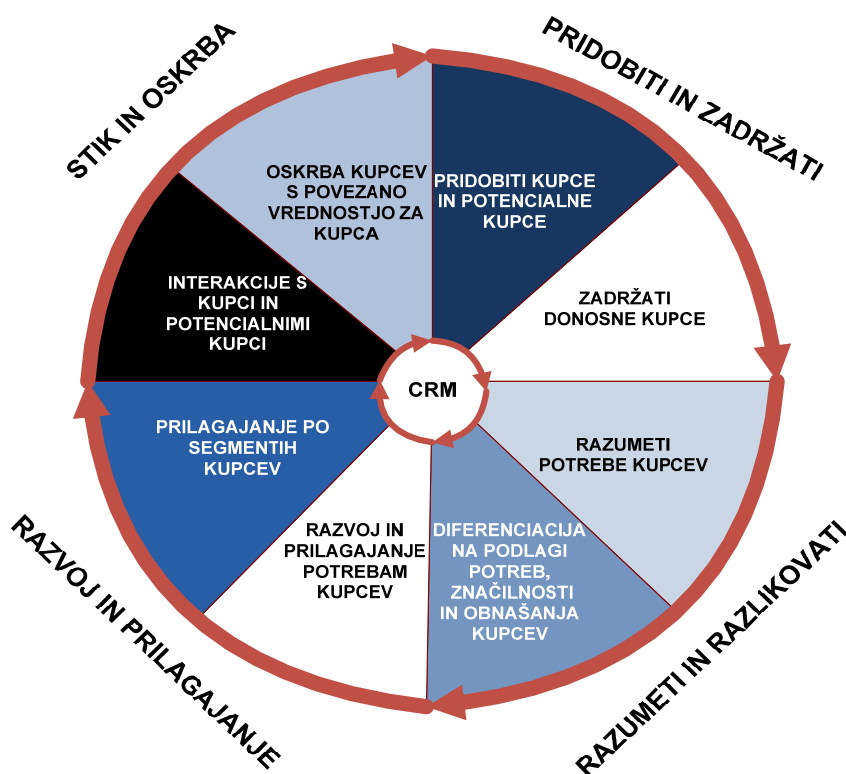 STIK IN OSKRBA
PRIDOBITI IN ZADRŽATI
OSKRBA KUPCEV
S POVEZANO
VREDNOSTJO ZA
KUPCA
PRIDOBITI KUPCE
IN POTENCIALNE
KUPCE
INTERAKCIJE S
KUPCI IN
POTENCIALNIMI
KUPCI
ZADRŽATI
DONOSNE KUPCE
CRM
PRILAGAJANJE PO
SEGMENTIH
KUPCEV
RAZUMETI
POTREBE KUPCEV
RAZVOJ IN
PRILAGAJANJE
POTREBAM
KUPCEV
DIFERENCIACIJA
NA PODLAGI
POTREB,
ZNAČILNOSTI
IN OBNAŠANJA
KUPCEV
RAZVOJ IN PRILAGAJANJE
RAZUMETI IN RAZLIKOVATI